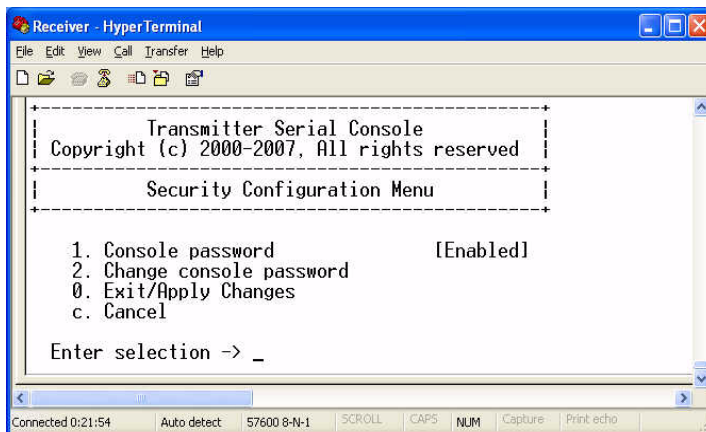 Receiver - HyperTerminal
File Edit View Call Transfer Help
Transmitter Serial Console
Copyright (c) 2000-2007, All rights reserved
Security Configuration Menu
1. Console password [Enabled]
2. Change console password
0. Exit/Apply Changes
c. Cancel
Enter selection -> _
Connected 0:21:54 Auto detect 57600 8-N-1 SCROLL CAPS NUM Capture Print echo